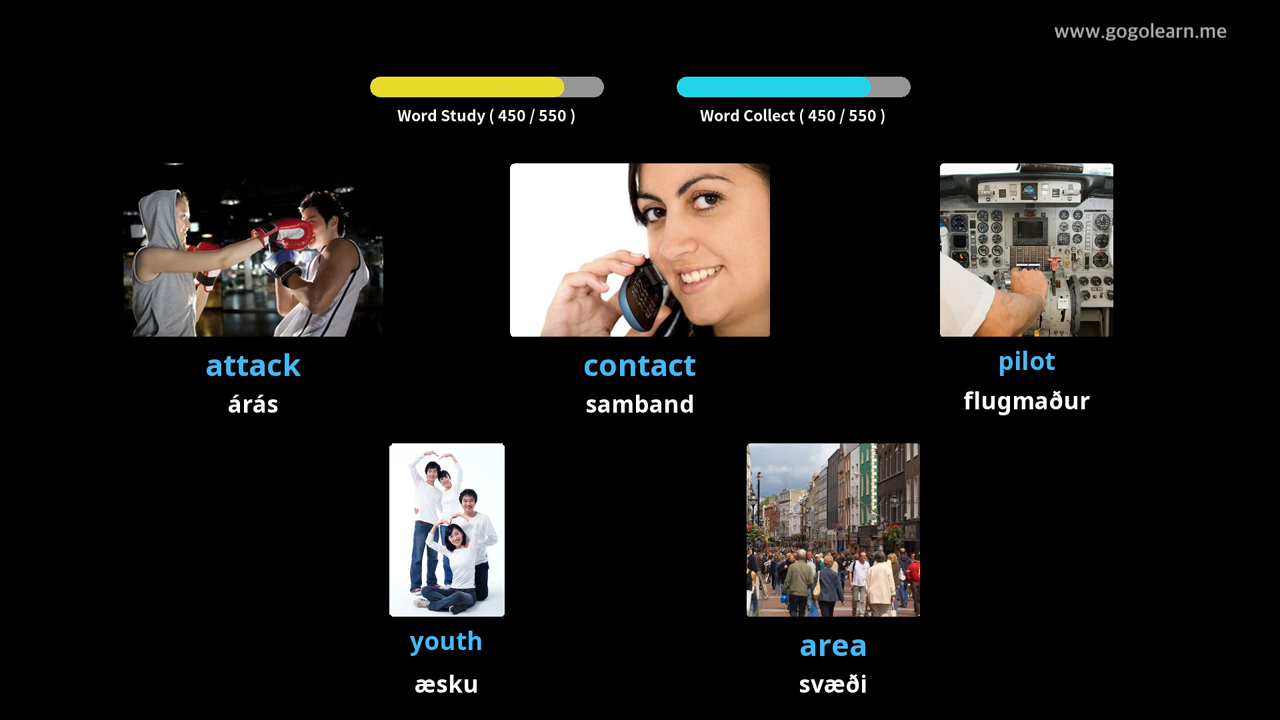 www.gogolearn.me
Word Study ( 450 / 550 )
Word Collect ( 450 / 550 )
attack
árás
contact
samband
pilot
flugmaður
youth
æsku
area
svæði